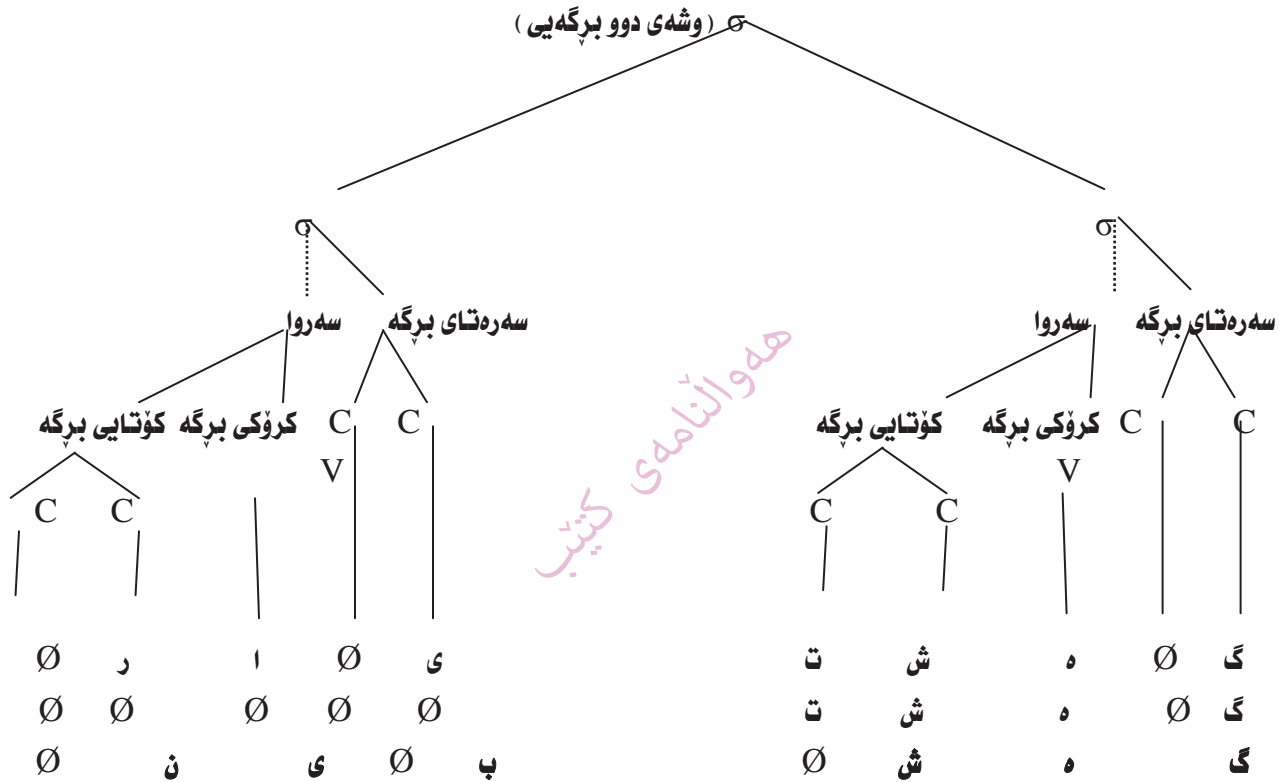 σ ( وشەی دوو بڕگەیی )
σ σ
سەرەتای بڕگە سەروا سەرەتای بڕگە سەروا
C C کرۆکی بڕگە کۆتایی بڕگە C C کرۆکی بڕگە کۆتایی بڕگە
V V
C C C C
گ Ø ە ش ت ی Ø ا ر Ø
گ Ø ە ش ت Ø Ø Ø Ø Ø
گ ە ش Ø ب Ø ی ن Ø
هەواڵنامەی کتێب